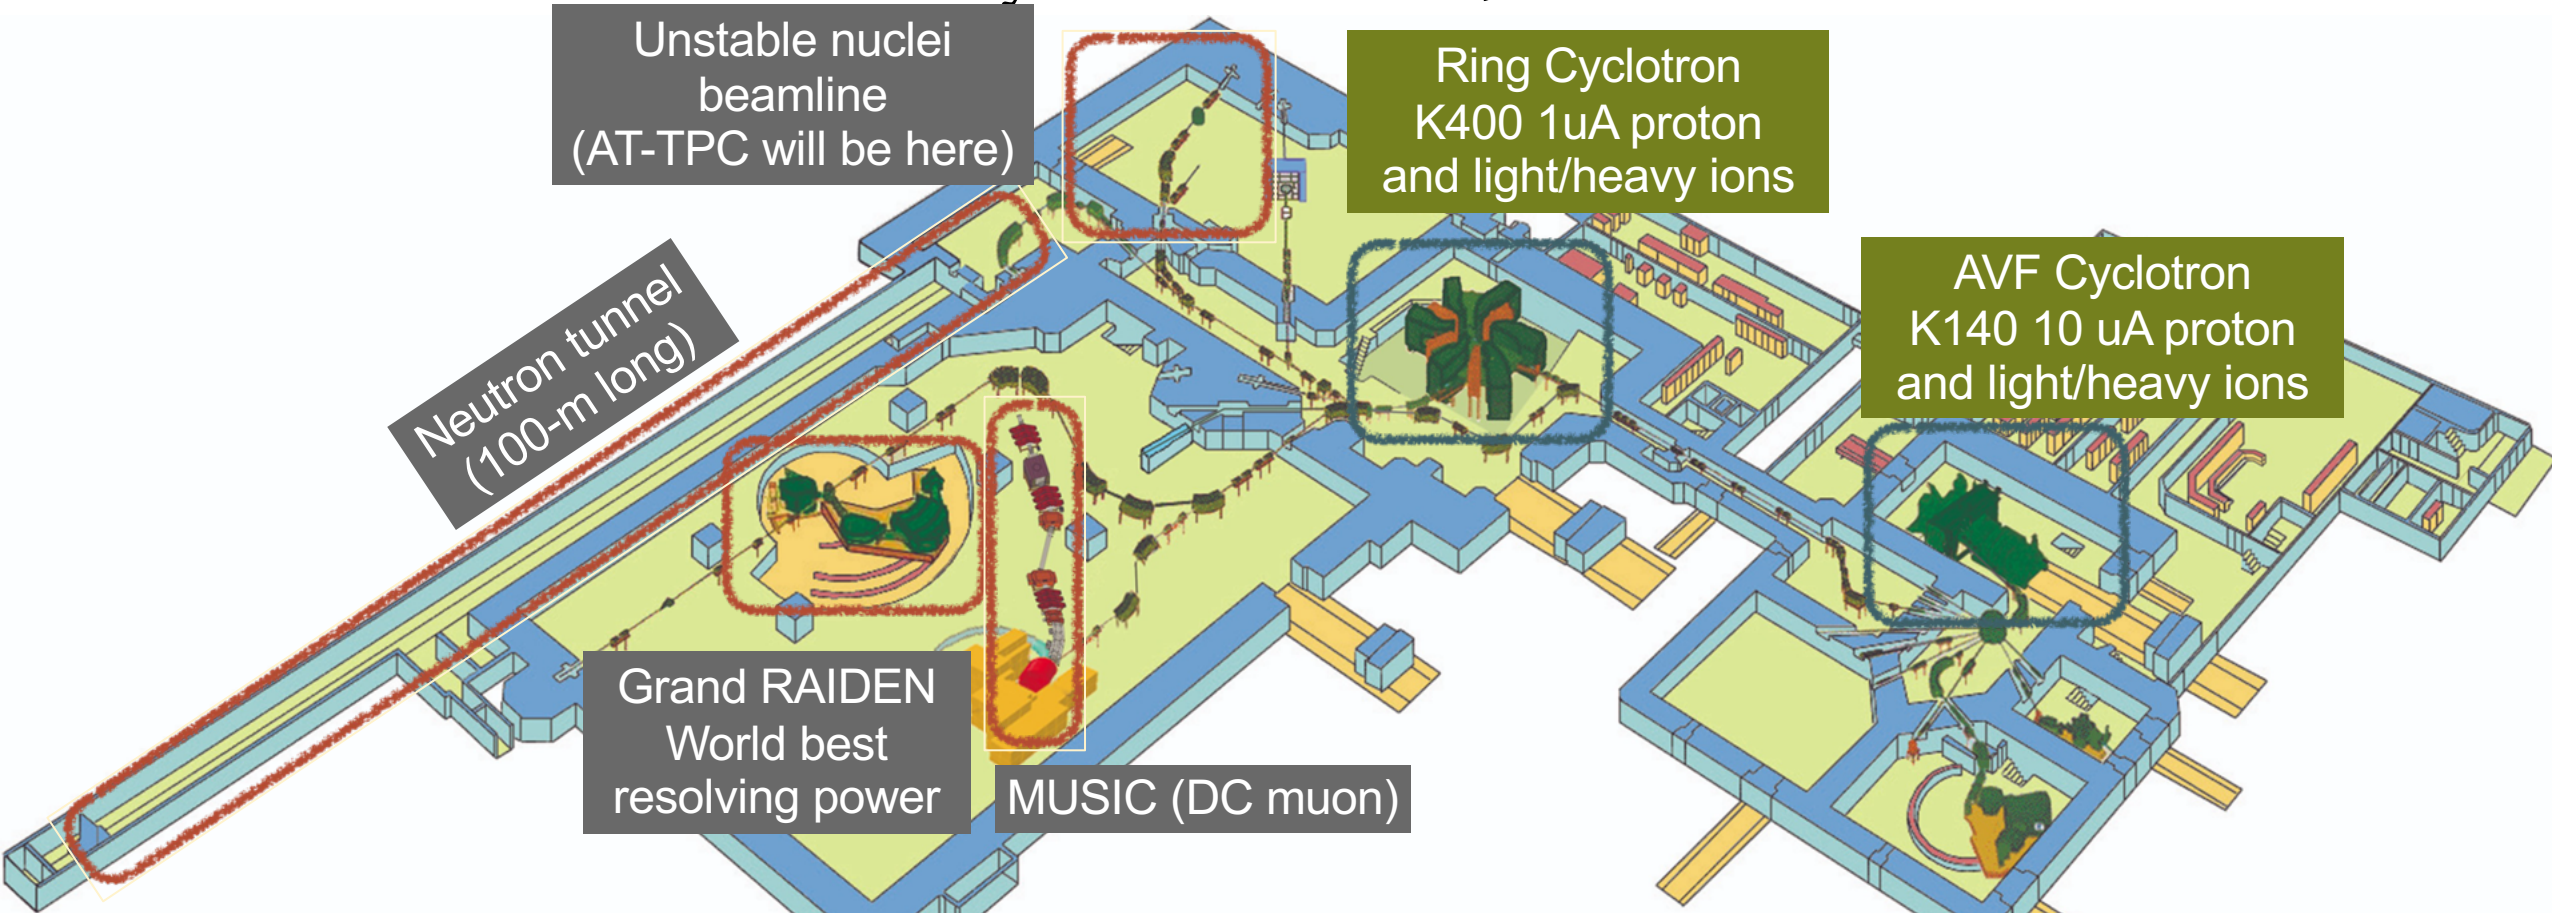 Unstable nuclei
beamline
(AT-TPC will be here)
Ring Cyclotron
K400 1uA proton
and light/heavy ions
AVF Cyclotron
K140 10 uA proton
and light/heavy ions
Neutron tunnel
(100-m long)
Grand RAIDEN
World best
resolving power
MUSIC (DC muon)